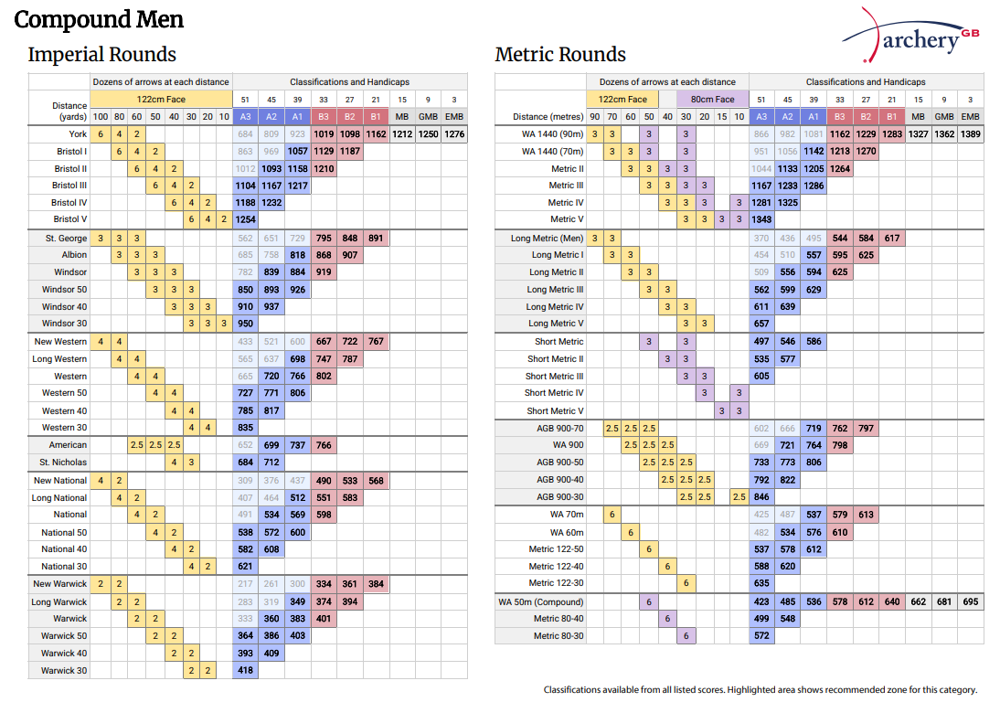 Compound Men
archery GB
Imperial Rounds
Metric Rounds
Dozens of arrows at each distance Classifications and Handicaps
Distance (yards) 122cm Face 51 45 39 33 27 21 15 9 3
100 80 60 50 40 30 20 10 A3 A2 A1 B3 B2 B1 MB GMB EMB
York 6 4 2 684 809 923 1019 1098 1162 1212 1250 1276
Bristol I 6 4 2 863 969 1057 1129 1187
Bristol II 6 4 2 1012 1093 1158 1210
Bristol III 6 4 2 1104 1167 1217
Bristol IV 6 4 2 1188 1232
Bristol V 6 4 2 1254
St. George 3 3 3 562 651 729 795 848 891
Albion 3 3 3 685 758 818 868 907
Windsor 3 3 3 782 839 884 919
Windsor 50 3 3 3 850 893 926
Windsor 40 3 3 3 910 937
Windsor 30 3 3 3 950
New Western 4 4 433 521 600 667 722 767
Long Western 4 4 565 637 698 747 787
Western 4 4 665 720 766 802
Western 50 4 4 727 771 806
Western 40 4 4 785 817
Western 30 4 4 835
American 2.5 2.5 2.5 652 699 737 766
St. Nicholas 4 3 684 712
New National 4 2 309 376 437 490 533 568
Long National 4 2 407 464 512 551 583
National 4 2 491 534 569 598
National 50 4 2 538 572 600
National 40 4 2 582 608
National 30 4 2 621
New Warwick 2 2 217 261 300 334 361 384
Long Warwick 2 2 283 319 349 374 394
Warwick 2 2 333 360 383 401
Warwick 50 2 2 364 386 403
Warwick 40 2 2 393 409
Warwick 30 2 2 418
Dozens of arrows at each distance Classifications and Handicaps
122cm Face 80cm Face 51 45 39 33 27 21 15 9 3
Distance (metres) 90 70 60 50 40 30 20 15 10 A3 A2 A1 B3 B2 B1 MB GMB EMB
WA 1440 (90m) 3 3 3 3 866 982 1081 1162 1229 1283 1327 1362 1389
WA 1440 (70m) 3 3 3 3 951 1056 1142 1213 1270
Metric II 3 3 3 3 1044 1133 1205 1264
Metric III 3 3 3 3 1167 1233 1286
Metric IV 3 3 3 3 1281 1325
Metric V 3 3 3 3 1343
Long Metric (Men) 3 3 370 436 495 544 584 617
Long Metric I 3 3 454 510 557 595 625
Long Metric II 3 3 509 556 594 625
Long Metric III 3 3 562 599 629
Long Metric IV 3 3 611 639
Long Metric V 3 3 657
Short Metric 3 3 497 546 586
Short Metric II 3 3 535 577
Short Metric III 3 3 605
Short Metric IV 3 3
Short Metric V 3 3
AGB 900-70 2.5 2.5 2.5 602 666 719 762 797
WA 900 2.5 2.5 2.5 669 721 764 798
AGB 900-50 2.5 2.5 2.5 733 773 806
AGB 900-40 2.5 2.5 2.5 792 822
AGB 900-30 2.5 2.5 2.5 846
WA 70m 6 425 487 537 579 613
WA 60m 6 482 534 576 610
Metric 122-50 6 537 578 612
Metric 122-40 6 588 620
Metric 122-30 6 635
WA 50m (Compound) 6 423 485 536 578 612 640 662 681 695
Metric 80-40 6 499 548
Metric 80-30 6 572
Classifications available from all listed scores. Highlighted area shows recommended zone for this category.